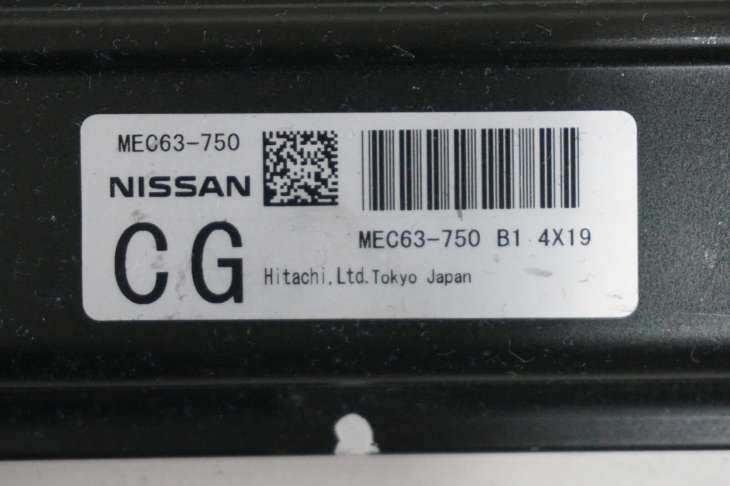 MEC63-750
NISSAN
CG
MEC63-750 B1 4X19
Hitachi,Ltd.Tokyo Japan